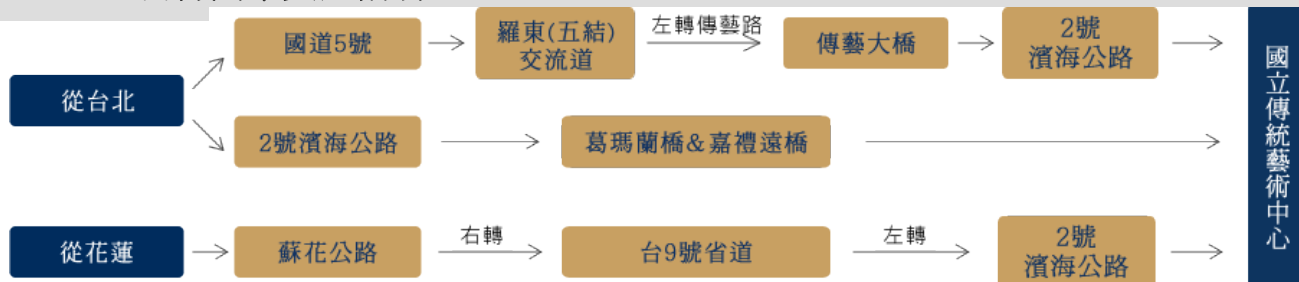 國道5號
羅東(五結)
交流道
左轉傳藝路
傳藝大橋
2號
濱海公路
從台北
2號濱海公路
葛瑪蘭橋&嘉禮遠橋
從花蓮
蘇花公路
右轉
台9號省道
左轉
2號
濱海公路
國立傳統藝術中心